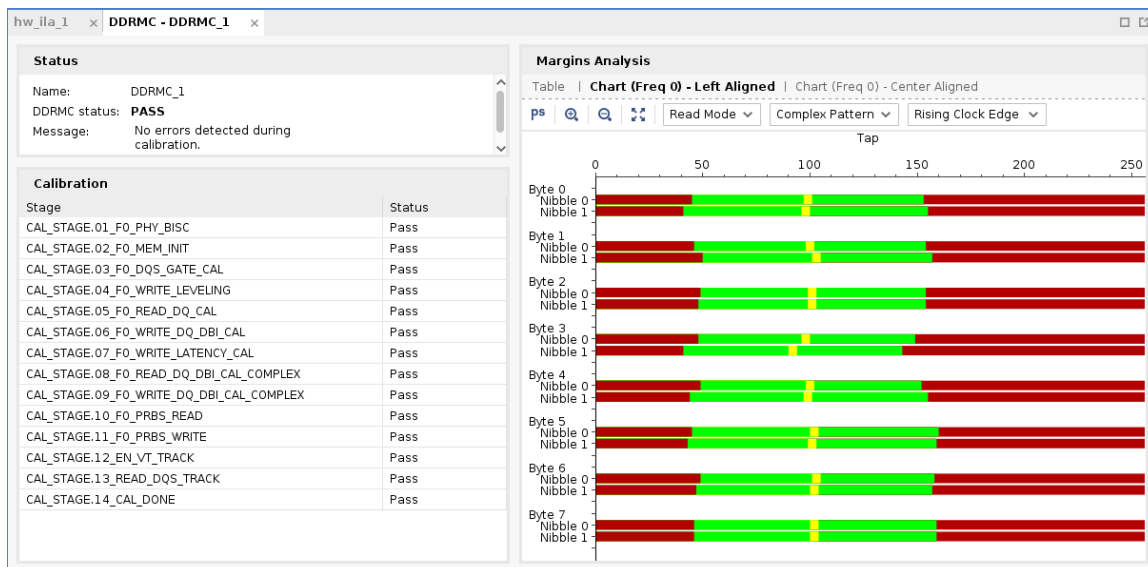 hw_ila_1 × DDRMC - DDRMC_1 ×
Status
Name: DDRMC_1
DDRMC status: PASS
Message: No errors detected during
calibration.
Calibration
Stage Status
CAL_STAGE.01_F0_PHY_BISC Pass
CAL_STAGE.02_F0_MEM_INIT Pass
CAL_STAGE.03_F0_DQS_GATE_CAL Pass
CAL_STAGE.04_F0_WRITE_LEVELING Pass
CAL_STAGE.05_F0_READ_DQ_CAL Pass
CAL_STAGE.06_F0_WRITE_DQ_DBI_CAL Pass
CAL_STAGE.07_F0_WRITE_LATENCY_CAL Pass
CAL_STAGE.08_F0_READ_DQ_DBI_CAL_COMPLEX Pass
CAL_STAGE.09_F0_WRITE_DQ_DBI_CAL_COMPLEX Pass
CAL_STAGE.10_F0_PRBS_READ Pass
CAL_STAGE.11_F0_PRBS_WRITE Pass
CAL_STAGE.12_EN_VT_TRACK Pass
CAL_STAGE.13_READ_DQS_TRACK Pass
CAL_STAGE.14_CAL_DONE Pass
Margins Analysis
Table | Chart (Freq 0) - Left Aligned | Chart (Freq 0) - Center Aligned
ps Read Mode Complex Pattern Rising Clock Edge
Tap
0 50 100 150 200 250
Byte 0
Nibble 0
Nibble 1
Byte 1
Nibble 0
Nibble 1
Byte 2
Nibble 0
Nibble 1
Byte 3
Nibble 0
Nibble 1
Byte 4
Nibble 0
Nibble 1
Byte 5
Nibble 0
Nibble 1
Byte 6
Nibble 0
Nibble 1
Byte 7
Nibble 0
Nibble 1